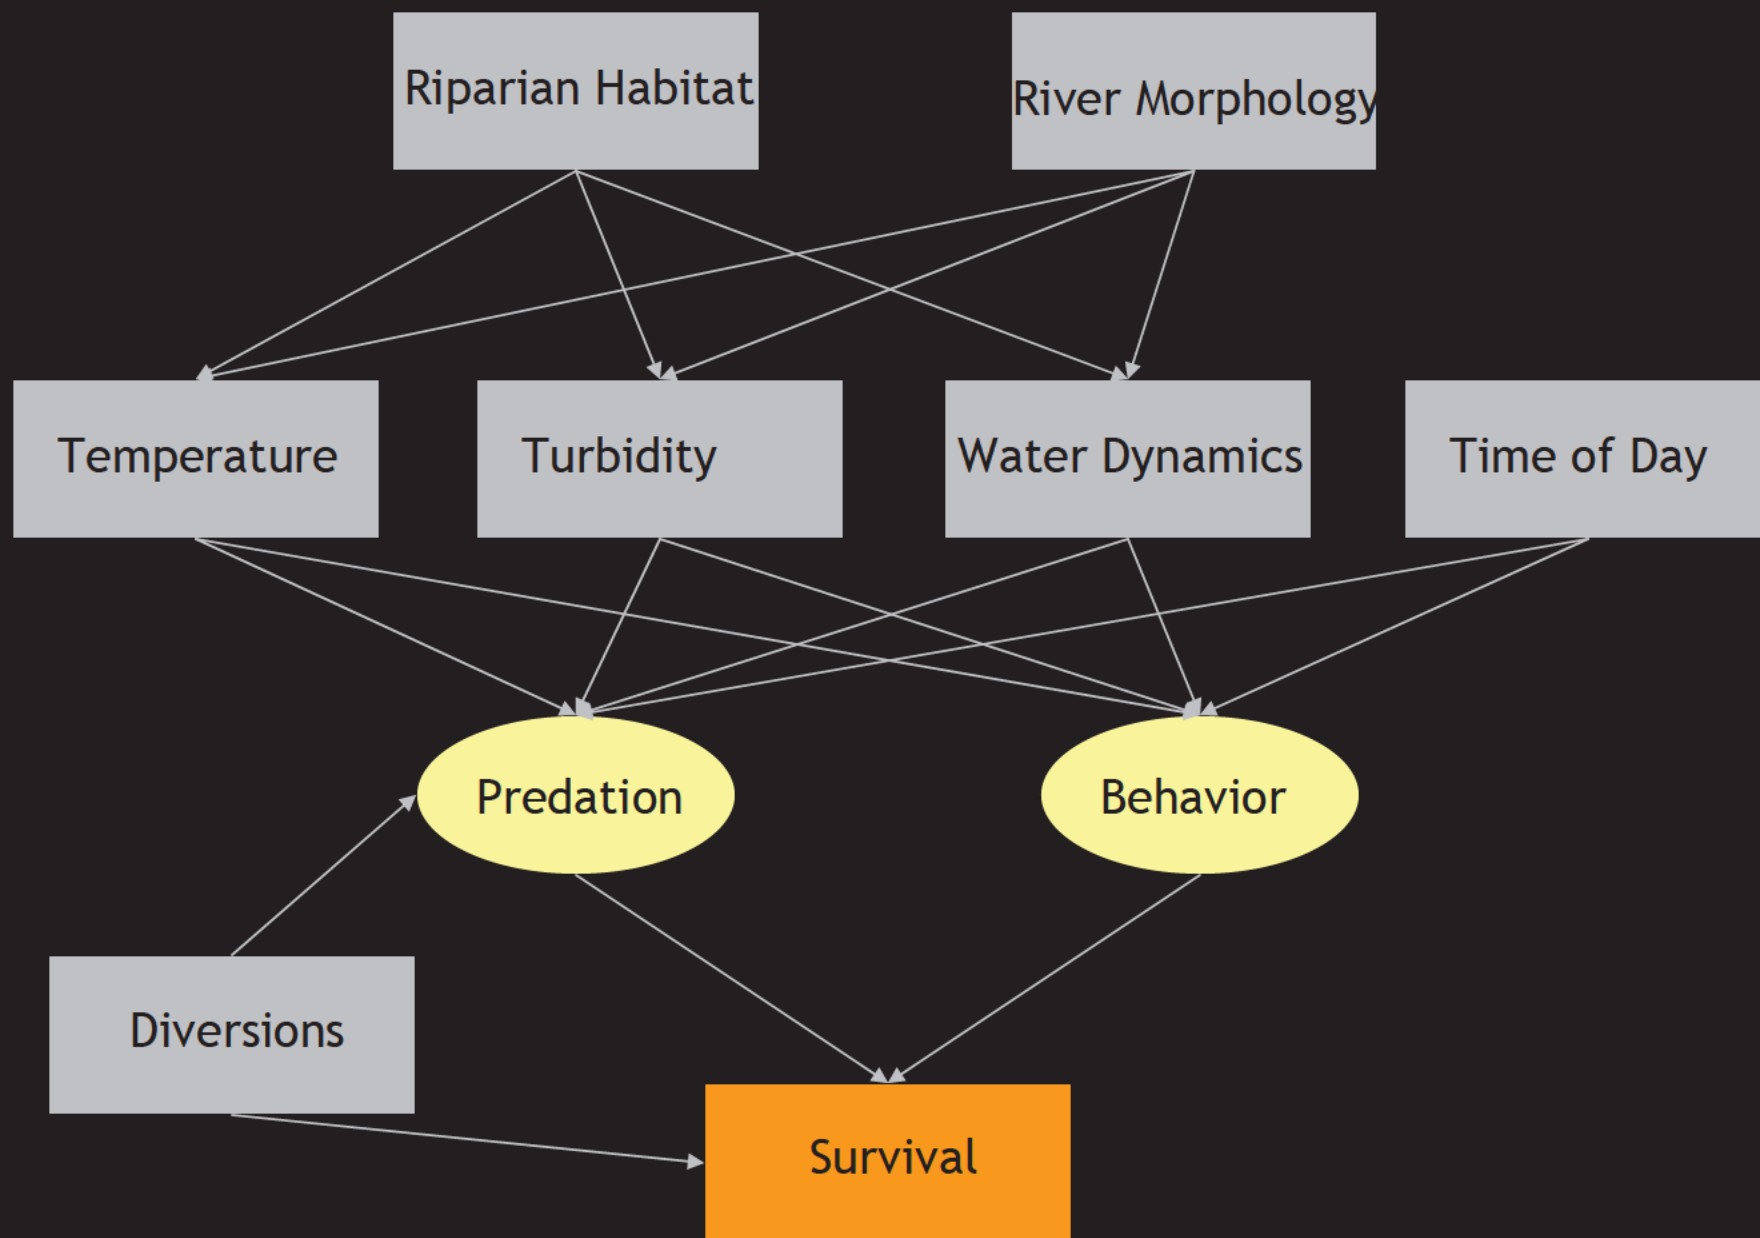 Riparian Habitat
River Morphology
Temperature
Turbidity
Water Dynamics
Time of Day
Predation
Behavior
Diversions
Survival